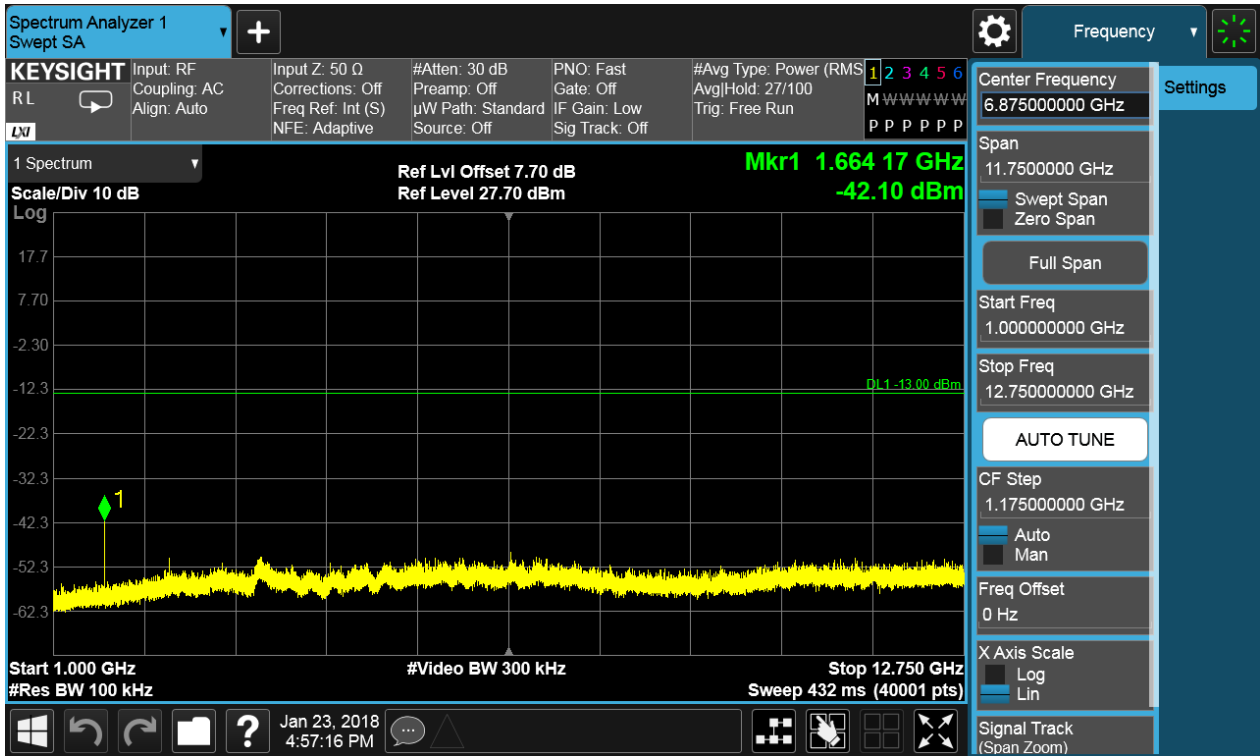 Spectrum Analyzer 1
Swept SA
+
Frequency
KEYSIGHT
R L
LXI
Input: RF
Coupling: AC
Align: Auto
Input Z: 50 Ω
Corrections: Off
Freq Ref: Int (S)
NFE: Adaptive
#Atten: 30 dB
Preamp: Off
µW Path: Standard
Source: Off
PNO: Fast
Gate: Off
IF Gain: Low
Sig Track: Off
#Avg Type: Power (RMS
Avg|Hold: 27/100
Trig: Free Run
1 2 3 4 5 6
M W W W W W
P P P P P P
1 Spectrum
Scale/Div 10 dB
Log
Ref Lvl Offset 7.70 dB
Ref Level 27.70 dBm
Mkr1 1.664 17 GHz
-42.10 dBm
17.7
7.70
-2.30
-12.3
-22.3
-32.3
-42.3
-52.3
-62.3
DL1 -13.00 dBm
1
Start 1.000 GHz
#Res BW 100 kHz
#Video BW 300 kHz
Stop 12.750 GHz
Sweep 432 ms (40001 pts)
Center Frequency
6.875000000 GHz
Span
11.7500000 GHz
Swept Span
Zero Span
Full Span
Start Freq
1.000000000 GHz
Stop Freq
12.750000000 GHz
AUTO TUNE
CF Step
1.175000000 GHz
Auto
Man
Freq Offset
0 Hz
X Axis Scale
Log
Lin
Signal Track
(Span Zoom)
Settings
?
Jan 23, 2018
4:57:16 PM